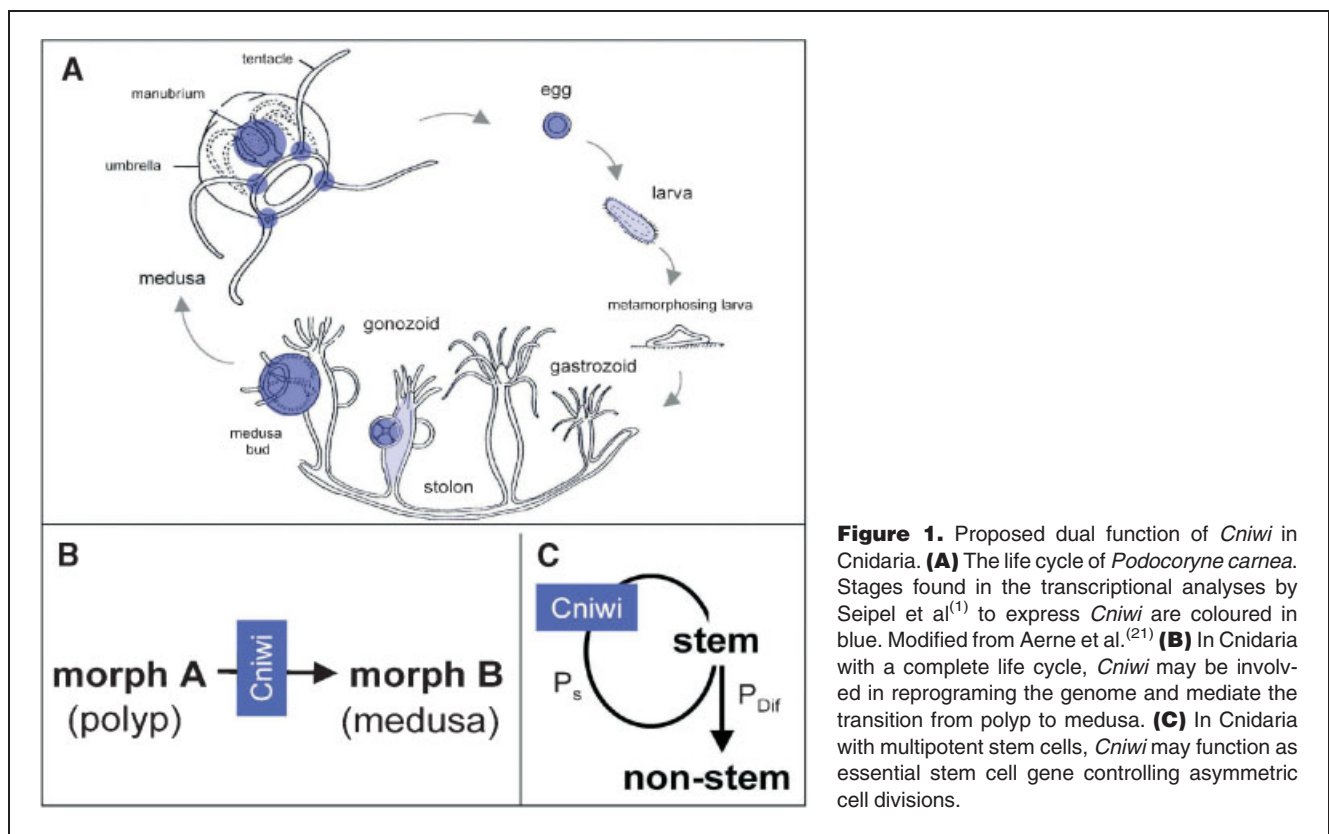 A
tentacle
manubrium
umbrella
egg
larva
metamorphosing larva
medusa
gonozoid
gastrozoid
medusa
bud
stolon
B
morph A
(polyp)
Cniwi
morph B
(medusa)
C
Cniwi
stem
Ps
PDif
non-stem
Figure 1. Proposed dual function of Cniwi in
Cnidaria. (A) The life cycle of Podocoryne carnea.
Stages found in the transcriptional analyses by
Seipel et al(1) to express Cniwi are coloured in
blue. Modified from Aerne et al.(21) (B) In Cnidaria
with a complete life cycle, Cniwi may be involv-
ed in reprograming the genome and mediate the
transition from polyp to medusa. (C) In Cnidaria
with multipotent stem cells, Cniwi may function as
essential stem cell gene controlling asymmetric
cell divisions.